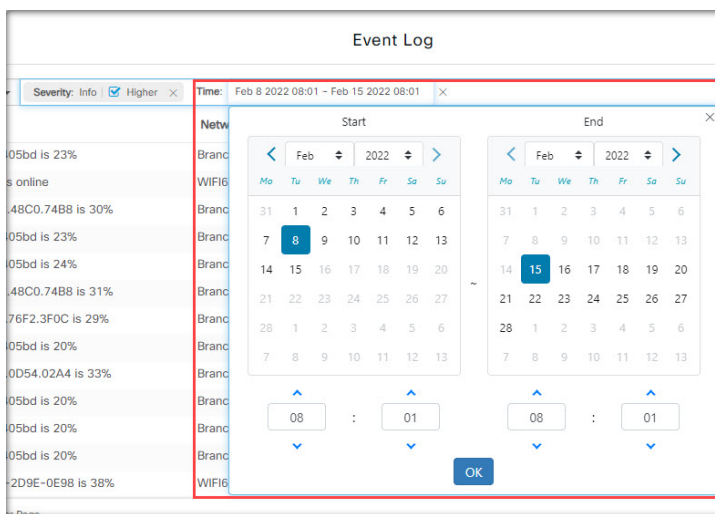 Event Log
Severity: Info | Higher ×
Time: Feb 8 2022 08:01 - Feb 15 2022 08:01 ×
Netw
Start
End
Feb 2022
Feb 2022
Mo Tu We Th Fr Sa Su
Mo Tu We Th Fr Sa Su
31 1 2 3 4 5 6
31 1 2 3 4 5 6
7 8 9 10 11 12 13
7 8 9 10 11 12 13
14 15 16 17 18 19 20
14 15 16 17 18 19 20
21 22 23 24 25 26 27
21 22 23 24 25 26 27
28 1 2 3 4 5 6
28 1 2 3 4 5 6
7 8 9 10 11 12 13
7 8 9 10 11 12 13
~
08 : 01
08 : 01
OK
405bd is 23% Branc
s online WIFI6
.48C0.74B8 is 30% Branc
405bd is 23% Branc
405bd is 24% Branc
.48C0.74B8 is 31% Branc
.76F2.3F0C is 29% Branc
405bd is 20% Branc
.0D54.02A4 is 33% Branc
405bd is 20% Branc
405bd is 20% Branc
405bd is 20% Branc
-2D9E-0E98 is 38% WIFI6